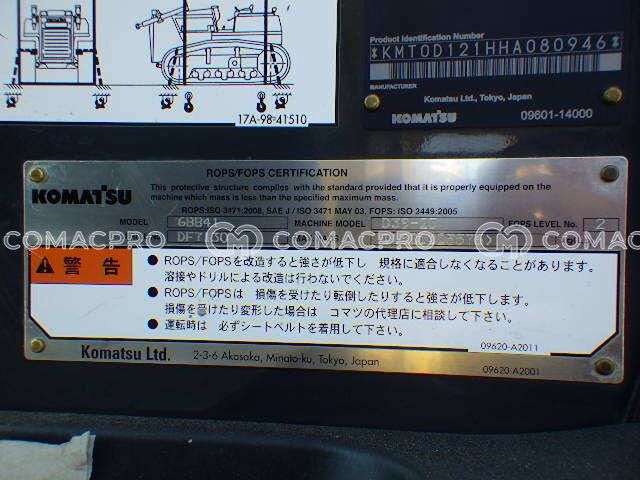 Product Identification Number
*KMT0D121HHA080946*
MANUFACTURER
Komatsu Ltd., Tokyo, Japan
KOMATSU
09601-14000
17A-98-41510
ROPS/FOPS CERTIFICATION
KOMATSU
This protective structure complies with the standard provided that it is properly equipped on the
machine which mass is less than the specified maximum mass.
ROPS:ISO 3471:2008, SAE J / ISO 3471 MAY 03, FOPS: ISO 2449:2005
MODEL
MACHINE MODEL
FOPS LEVEL No. 2
COMACPRO COMACPRO COMACPRO
警告
● ROPS/FOPSを改造すると強さが低下し 規格に適合しなくなることがあります。
溶接やドリルによる改造は行わないでください。
● ROPS/FOPSは 損傷を受けたり転倒したりすると強さが低下します。
損傷を受けたり変形した場合は コマツの代理店に相談して下さい。
● 運転時は 必ずシートベルトを着用して下さい。
09620-A2011
Komatsu Ltd. 2-3-6 Akasaka, Minato-ku, Tokyo, Japan
09620-A2001